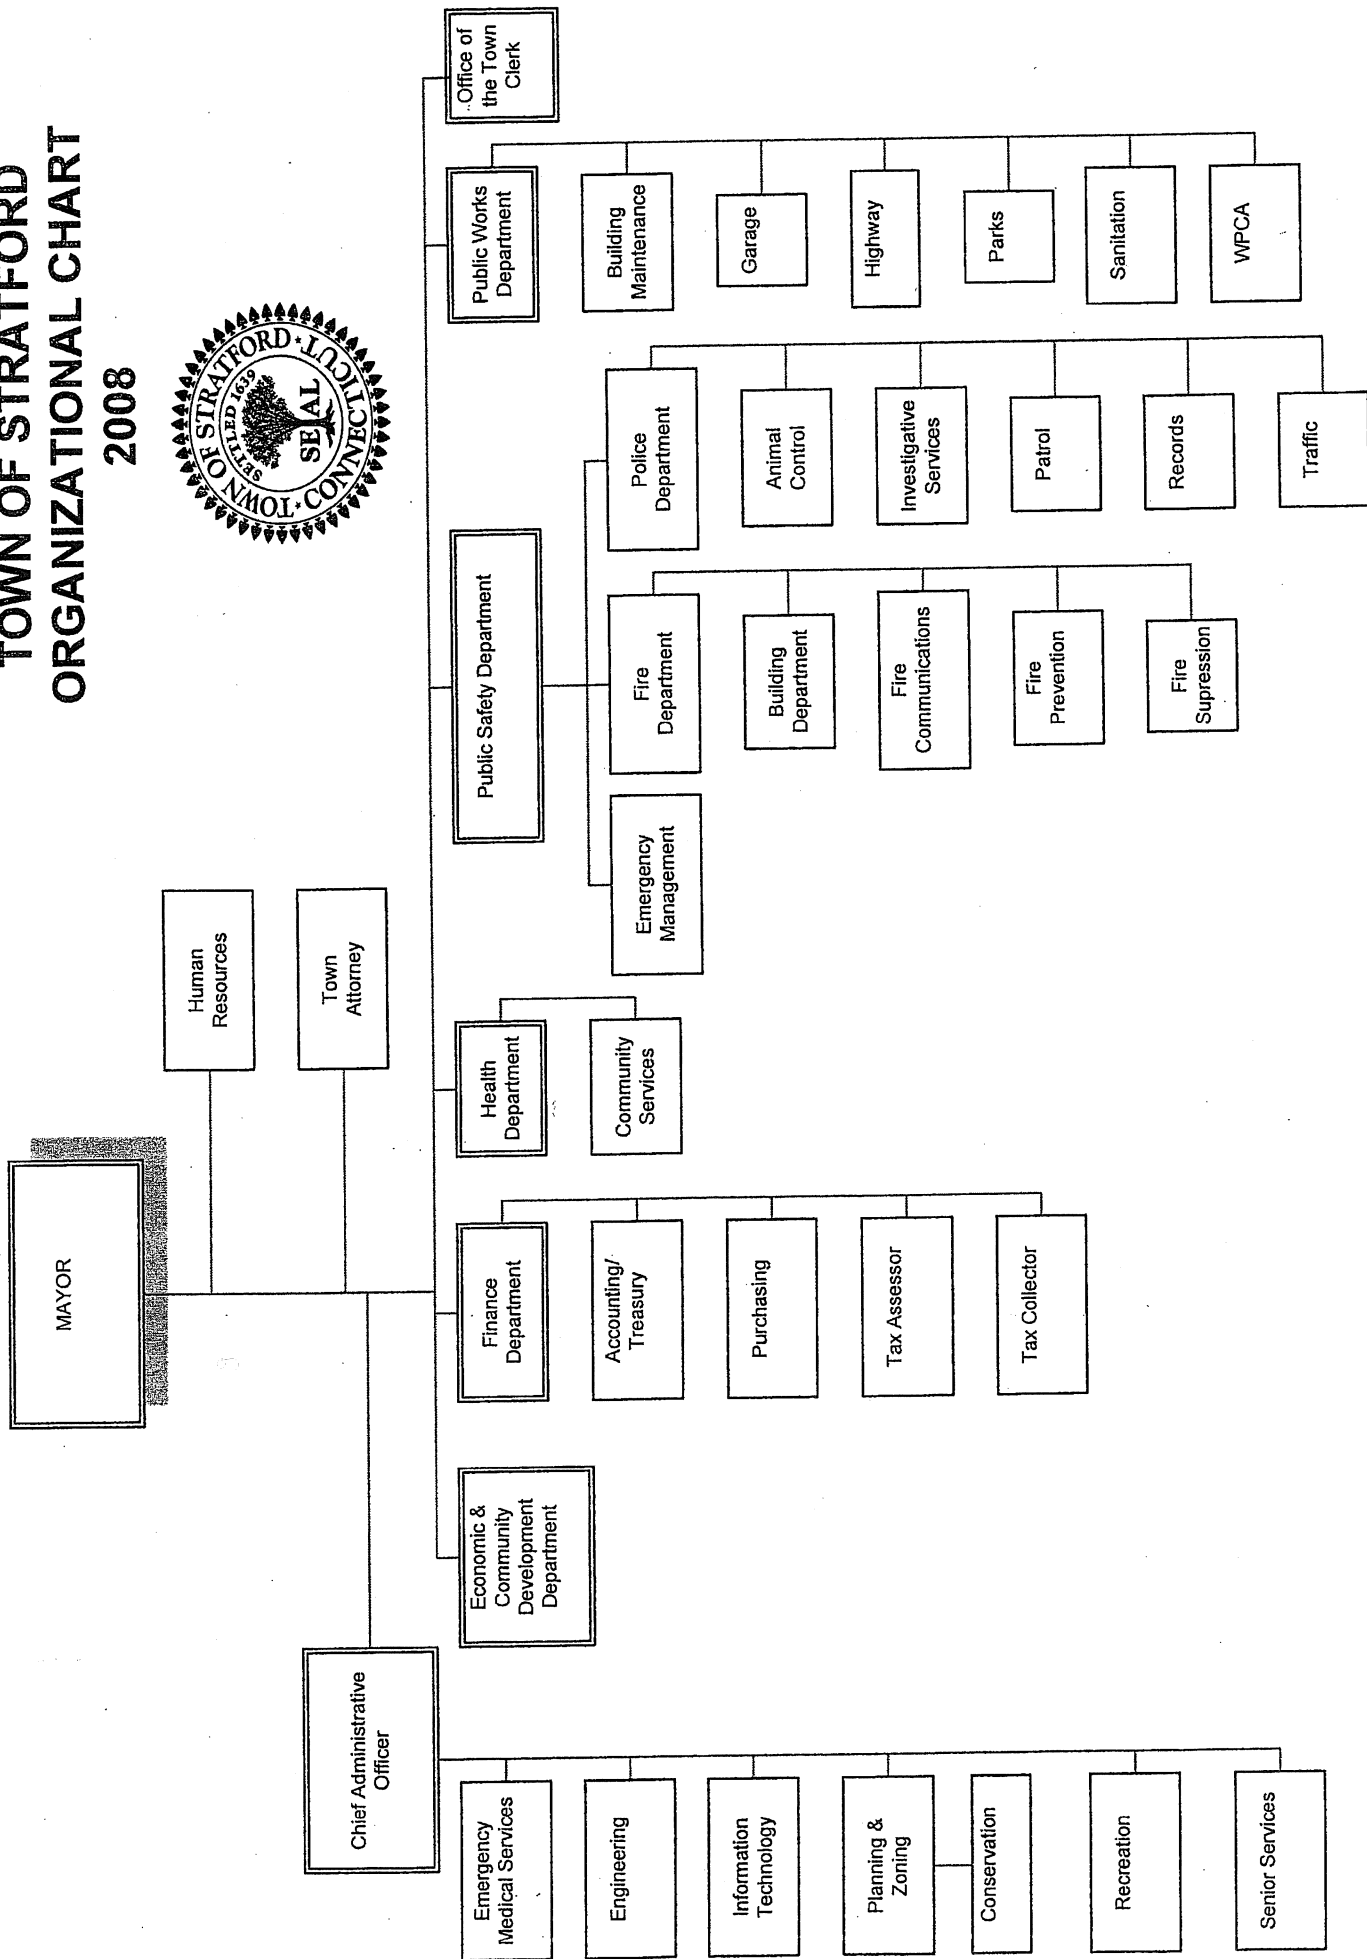 TOWN OF STRATFORD
ORGANIZATIONAL CHART
2008
TOWN OF STRATFORD · CONNECTICUT ·
SETTLED 1639
SEAL
MAYOR
Human
Resources
Town
Attorney
Chief Administrative
Officer
Emergency
Medical Services
Engineering
Information
Technology
Planning &
Zoning
Conservation
Recreation
Senior Services
Economic &
Community
Development
Department
Finance
Department
Accounting/
Treasury
Purchasing
Tax Assessor
Tax Collector
Health
Department
Community
Services
Public Safety Department
Emergency
Management
Fire
Department
Building
Department
Fire
Communications
Fire
Prevention
Fire
Supression
Police
Department
Animal
Control
Investigative
Services
Patrol
Records
Traffic
Public Works
Department
Building
Maintenance
Garage
Highway
Parks
Sanitation
WPCA
Office of
the Town
Clerk